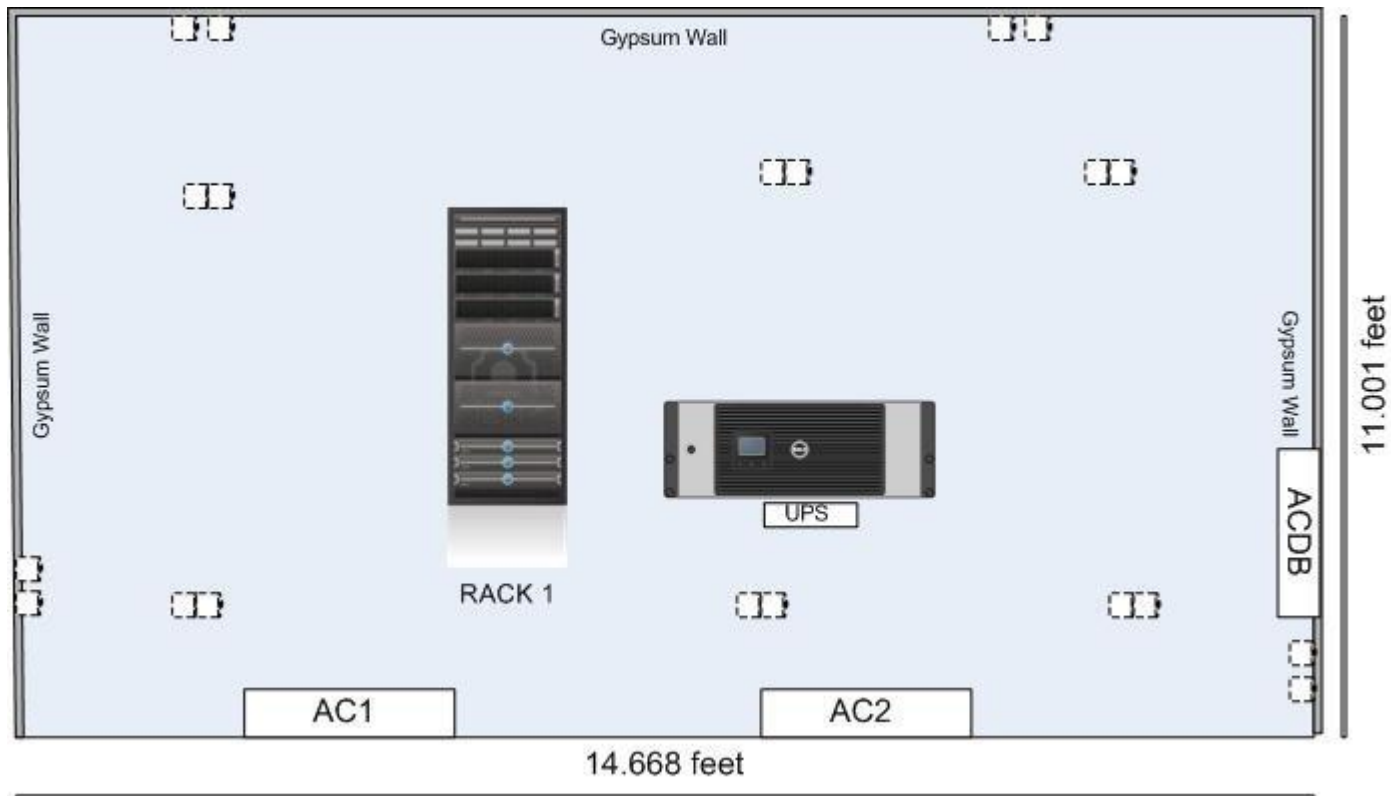 Gypsum Wall
Gypsum Wall
Gypsum Wall
11.001 feet
ACDB
UPS
RACK 1
AC1
AC2
14.668 feet